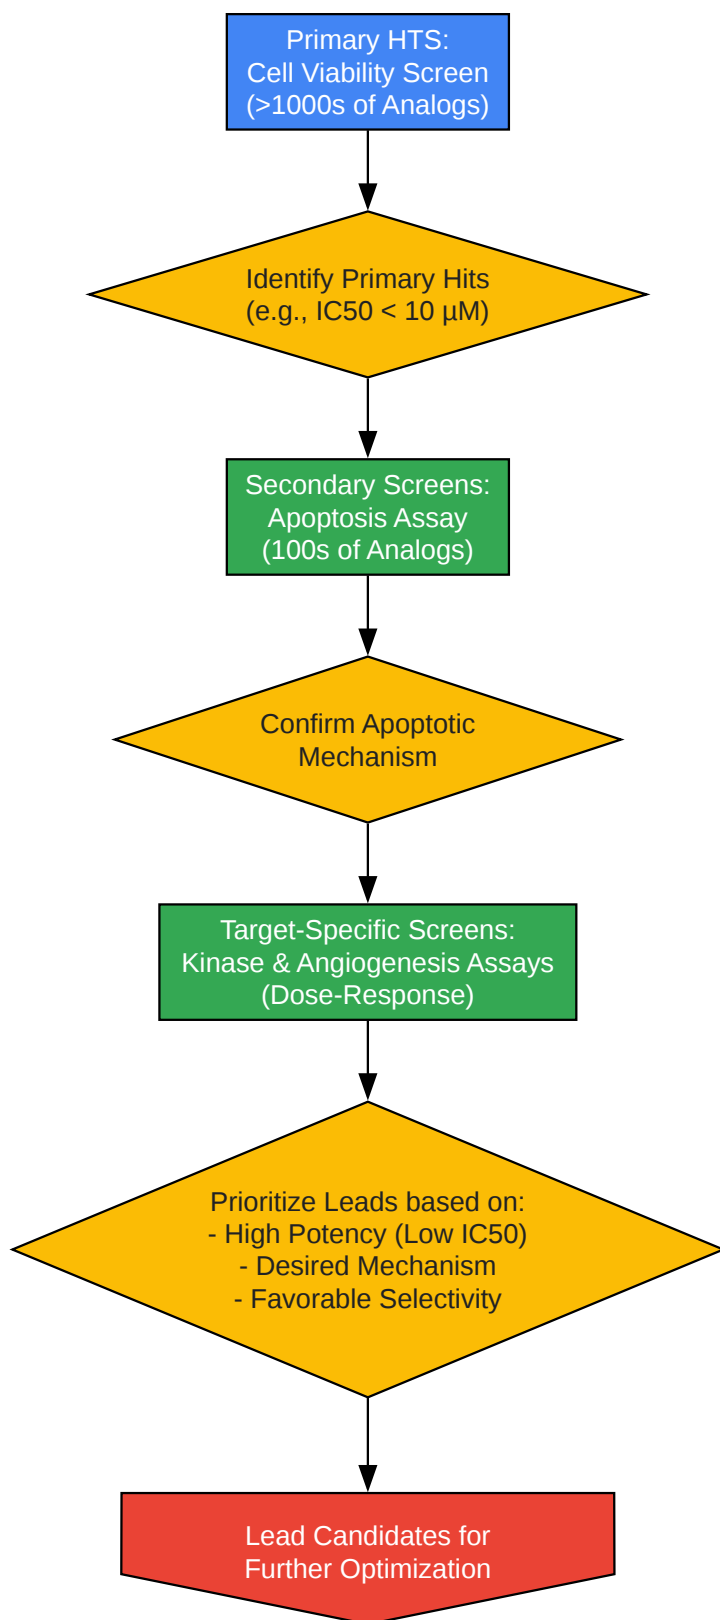 Primary HTS:
Cell Viability Screen
(>1000s of Analogs)
Identify Primary Hits
(e.g., IC50 < 10 µM)
Secondary Screens:
Apoptosis Assay
(100s of Analogs)
Confirm Apoptotic
Mechanism
Target-Specific Screens:
Kinase & Angiogenesis Assays
(Dose-Response)
Prioritize Leads based on:
- High Potency (Low IC50)
- Desired Mechanism
- Favorable Selectivity
Lead Candidates for
Further Optimization